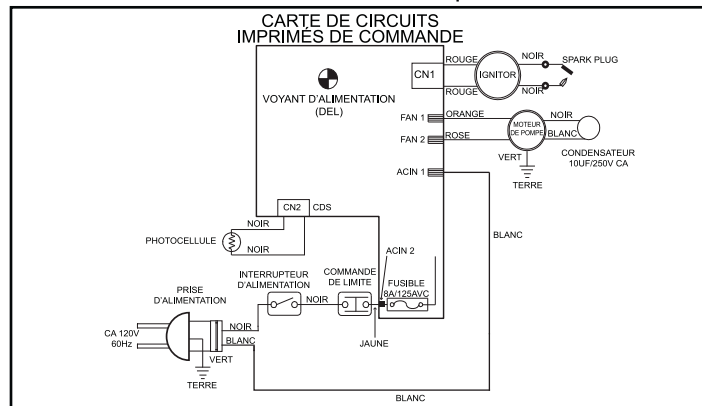 CARTE DE CIRCUITS
IMPRIMÉS DE COMMANDE
VOYANT D'ALIMENTATION
(DEL)
CN1
ROUGE
ROUGE
IGNITOR
NOIR
NOIR
SPARK PLUG
FAN 1
ORANGE
FAN 2
ROSE
MOTEUR
DE POMPE
NOIR
BLANC
CONDENSATEUR
10UF/250V CA
VERT
TERRE
ACIN 1
BLANC
CN2
CDS
NOIR
NOIR
PHOTOCELLULE
ACIN 2
FUSIBLE
8A/125AVC
INTERRUPTEUR
D'ALIMENTATION
NOIR
COMMANDE
DE LIMITE
JAUNE
PRISE
D'ALIMENTATION
CA 120V
60Hz
NOIR
BLANC
VERT
TERRE
BLANC